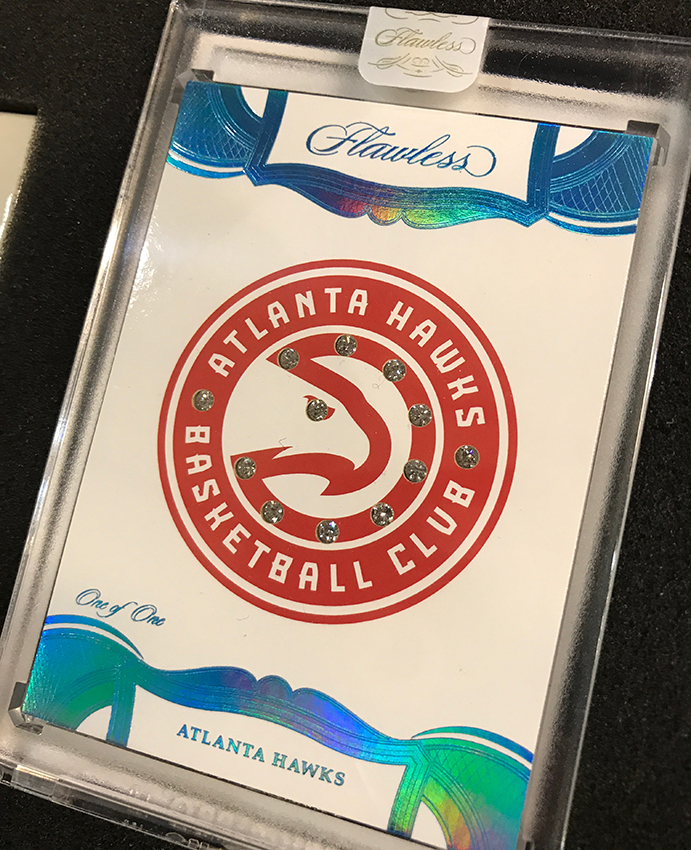 Flawless
Flawless
ATLANTA HAWKS
BASKETBALL CLUB
One of One
ATLANTA HAWKS